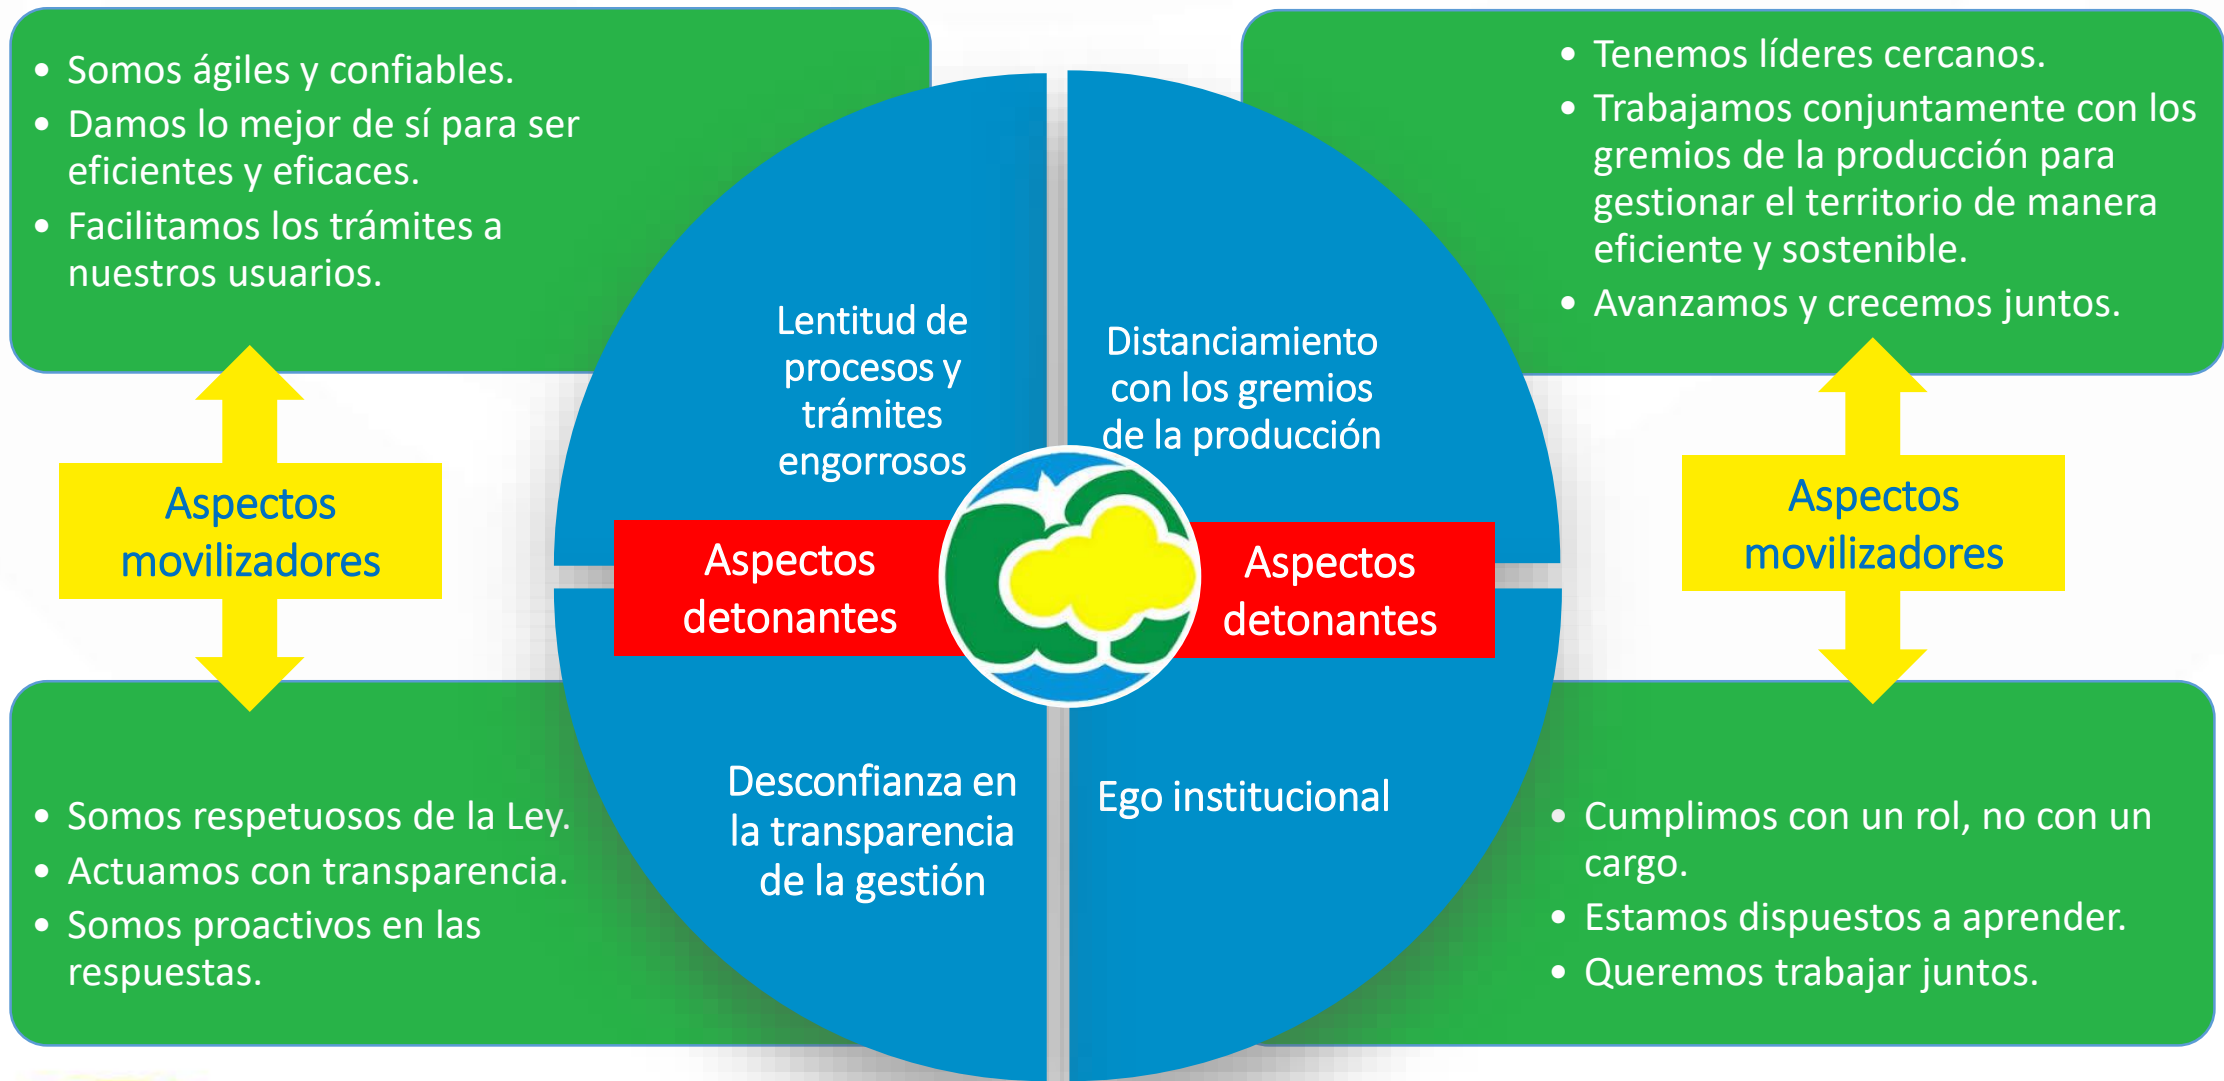 • Somos ágiles y confiables.
• Damos lo mejor de sí para ser
eficientes y eficaces.
• Facilitamos los trámites a
nuestros usuarios.
• Tenemos líderes cercanos.
• Trabajamos conjuntamente con los
gremios de la producción para
gestionar el territorio de manera
eficiente y sostenible.
• Avanzamos y crecemos juntos.
Lentitud de
procesos y
trámites
engorrosos
Distanciamiento
con los gremios
de la producción
Aspectos
movilizadores
Aspectos
detonantes
Aspectos
detonantes
Aspectos
movilizadores
Desconfianza en
la transparencia
de la gestión
Ego institucional
• Somos respetuosos de la Ley.
• Actuamos con transparencia.
• Somos proactivos en las
respuestas.
• Cumplimos con un rol, no con un
cargo.
• Estamos dispuestos a aprender.
• Queremos trabajar juntos.